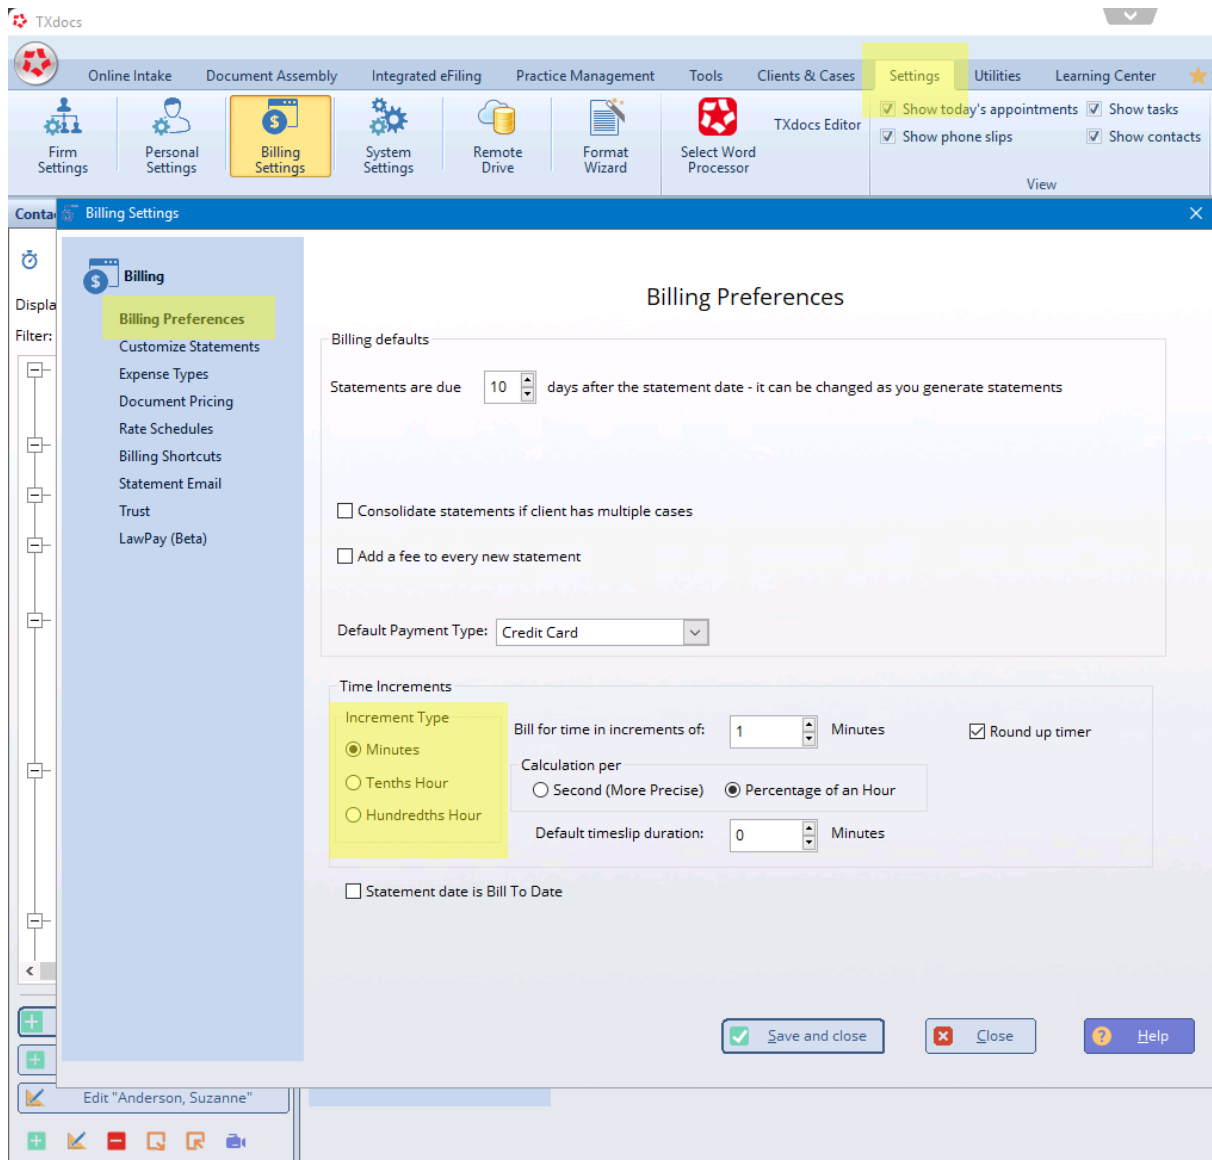 TXdocs
Online Intake Document Assembly Integrated eFiling Practice Management Tools Clients & Cases Settings Utilities Learning Center
Firm Settings
Personal Settings
Billing Settings
System Settings
Remote Drive
Format Wizard
Select Word Processor
TXdocs Editor
Show today's appointments Show tasks
Show phone slips Show contacts
View
Conta
Billing Settings
Displa
Filter:
Billing
Billing Preferences
Customize Statements
Expense Types
Document Pricing
Rate Schedules
Billing Shortcuts
Statement Email
Trust
LawPay (Beta)
Billing Preferences
Billing defaults
Statements are due 10 days after the statement date - it can be changed as you generate statements
Consolidate statements if client has multiple cases
Add a fee to every new statement
Default Payment Type: Credit Card
Time Increments
Increment Type
Minutes
Tenths Hour
Hundredths Hour
Bill for time in increments of: 1 Minutes Round up timer
Calculation per
Second (More Precise) Percentage of an Hour
Default timeslip duration: 0 Minutes
Statement date is Bill To Date
Save and close Close Help
Edit "Anderson, Suzanne"